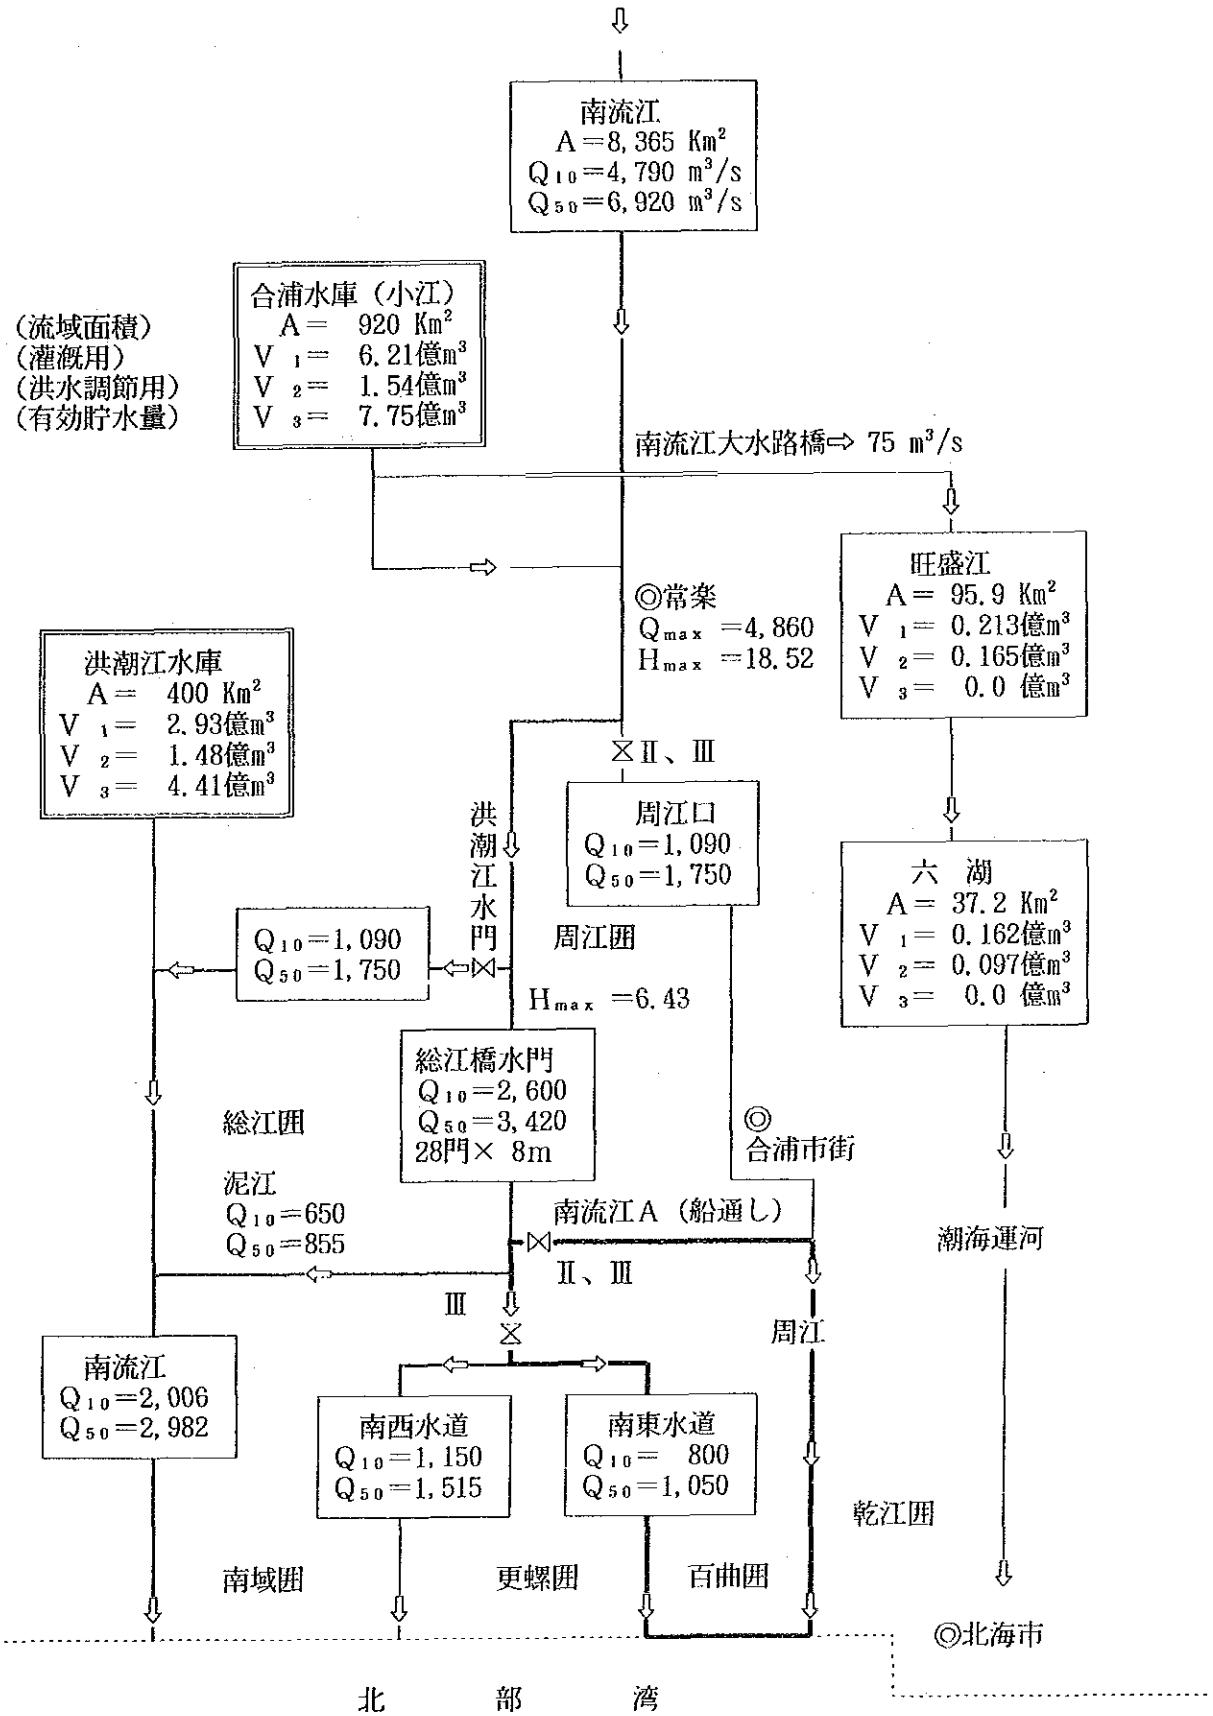 南流江
A＝8,365 Km²
Q₁₀＝4,790 m³/s
Q₅₀＝6,920 m³/s
合浦水庫（小江）
(流域面積) A＝ 920 Km²
(灌漑用) V ₁＝ 6.21億m³
(洪水調節用) V ₂＝ 1.54億m³
(有効貯水量) V ₃＝ 7.75億m³
南流江大水路橋⇨ 75 m³/s
旺盛江
A＝ 95.9 Km²
V ₁＝ 0.213億m³
V ₂＝ 0.165億m³
V ₃＝ 0.0 億m³
◎常楽
Qmax ＝4,860
Hmax ＝18.52
洪潮江水庫
A＝ 400 Km²
V ₁＝ 2.93億m³
V ₂＝ 1.48億m³
V ₃＝ 4.41億m³
Ⅱ、Ⅲ
周江口
Q₁₀＝1,090
Q₅₀＝1,750
洪潮江水門
六 湖
A＝ 37.2 Km²
V ₁＝ 0.162億m³
V ₂＝ 0.097億m³
V ₃＝ 0.0 億m³
Q₁₀＝1,090
Q₅₀＝1,750
周江囲
Hmax ＝6.43
総江橋水門
Q₁₀＝2,600
Q₅₀＝3,420
28門× 8m
総江囲
◎
合浦市街
泥江
Q₁₀＝650
Q₅₀＝855
南流江A（船通し）
潮海運河
Ⅱ、Ⅲ
Ⅲ
周江
南流江
Q₁₀＝2,006
Q₅₀＝2,982
南西水道
Q₁₀＝1,150
Q₅₀＝1,515
南東水道
Q₁₀＝ 800
Q₅₀＝1,050
乾江囲
南域囲
更螺囲
百曲囲
◎北海市
北 部 湾